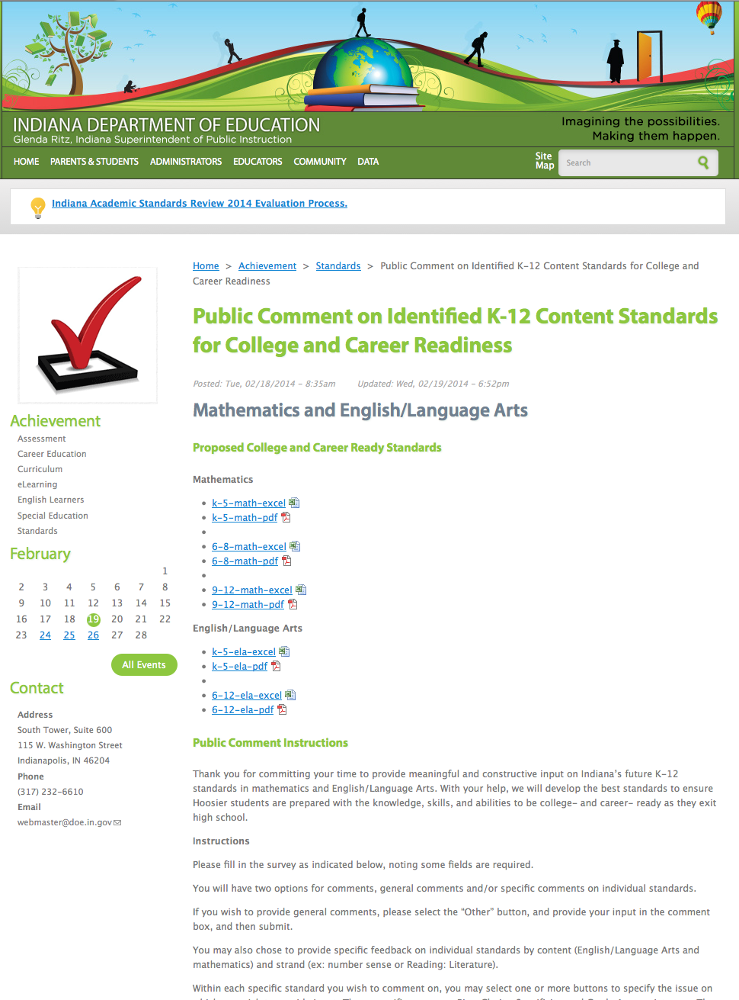 INDIANA DEPARTMENT OF EDUCATION
Glenda Ritz, Indiana Superintendent of Public Instruction
Imagining the possibilities.
Making them happen.
HOME PARENTS & STUDENTS ADMINISTRATORS EDUCATORS COMMUNITY DATA
Site
Map
Search
Indiana Academic Standards Review 2014 Evaluation Process.
Home > Achievement > Standards > Public Comment on Identified K-12 Content Standards for College and
Career Readiness
Public Comment on Identified K-12 Content Standards
for College and Career Readiness
Posted: Tue, 02/18/2014 - 8:35am Updated: Wed, 02/19/2014 - 6:52pm
Mathematics and English/Language Arts
Proposed College and Career Ready Standards
Mathematics
• k-5-math-excel
• k-5-math-pdf
•
• 6-8-math-excel
• 6-8-math-pdf
•
• 9-12-math-excel
• 9-12-math-pdf
English/Language Arts
• k-5-ela-excel
• k-5-ela-pdf
•
• 6-12-ela-excel
• 6-12-ela-pdf
Public Comment Instructions
Thank you for committing your time to provide meaningful and constructive input on Indiana's future K-12
standards in mathematics and English/Language Arts. With your help, we will develop the best standards to ensure
Hoosier students are prepared with the knowledge, skills, and abilities to be college- and career- ready as they exit
high school.
Instructions
Please fill in the survey as indicated below, noting some fields are required.
You will have two options for comments, general comments and/or specific comments on individual standards.
If you wish to provide general comments, please select the "Other" button, and provide your input in the comment
box, and then submit.
You may also chose to provide specific feedback on individual standards by content (English/Language Arts and
mathematics) and strand (ex: number sense or Reading: Literature).
Within each specific standard you wish to comment on, you may select one or more buttons to specify the issue on
Achievement
Assessment
Career Education
Curriculum
eLearning
English Learners
Special Education
Standards
February
1
2 3 4 5 6 7 8
9 10 11 12 13 14 15
16 17 18 19 20 21 22
23 24 25 26 27 28
All Events
Contact
Address
South Tower, Suite 600
115 W. Washington Street
Indianapolis, IN 46204
Phone
(317) 232-6610
Email
webmaster@doe.in.gov